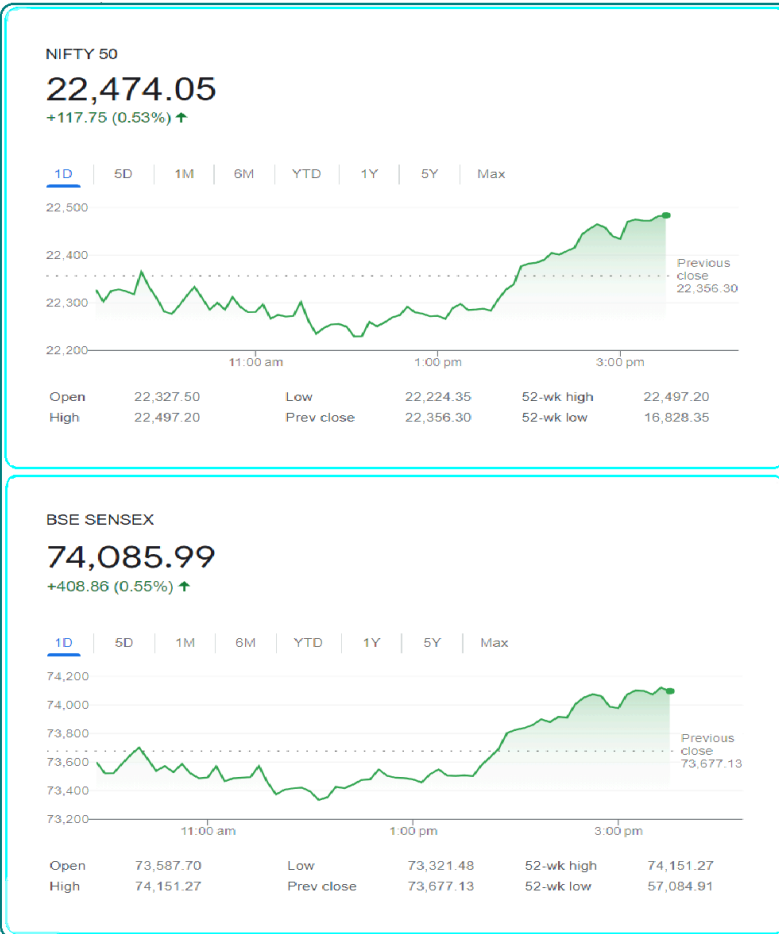 NIFTY 50
22,474.05
+117.75 (0.53%) ↑
1D 5D 1M 6M YTD 1Y 5Y Max
22,500
22,400
22,300
22,200
Previous
close
22,356.30
11:00 am 1:00 pm 3:00 pm
Open 22,327.50 Low 22,224.35 52-wk high 22,497.20
High 22,497.20 Prev close 22,356.30 52-wk low 16,828.35
BSE SENSEX
74,085.99
+408.86 (0.55%) ↑
1D 5D 1M 6M YTD 1Y 5Y Max
74,200
74,000
73,800
73,600
73,400
73,200
Previous
close
73,677.13
11:00 am 1:00 pm 3:00 pm
Open 73,587.70 Low 73,321.48 52-wk high 74,151.27
High 74,151.27 Prev close 73,677.13 52-wk low 57,084.91